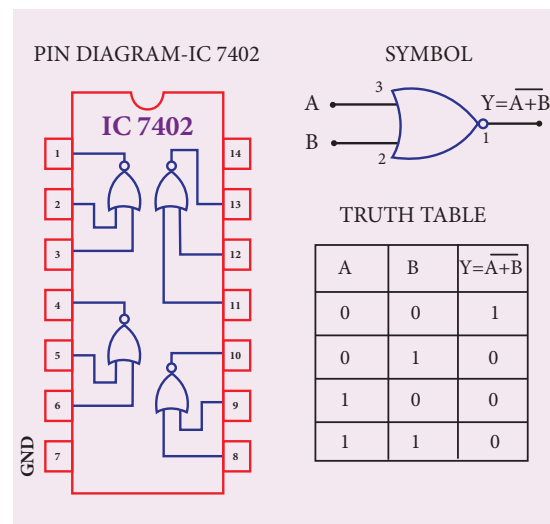 PIN DIAGRAM-IC 7402
IC 7402
1
14
2
13
3
12
4
11
5
10
6
9
7
8
GND
SYMBOL
3
A
Y=A+B
B
2
1
TRUTH TABLE
A B Y=A+B
0 0 1
0 1 0
1 0 0
1 1 0